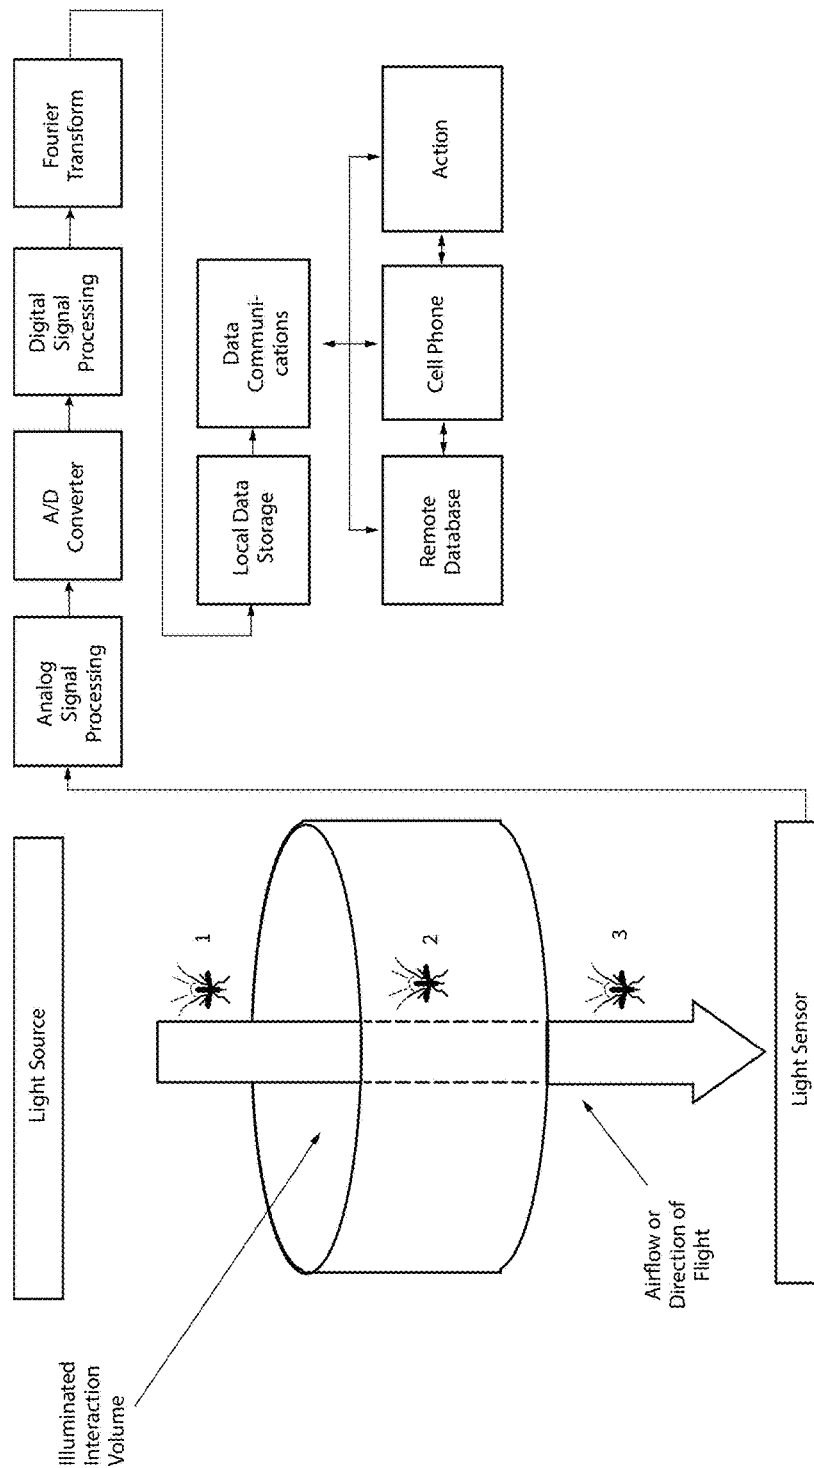 Illuminated
Interaction
Volume
Light Source
1
2
3
Airflow or
Direction of
Flight
Light Sensor
Analog
Signal
Processing
A/D
Converter
Digital
Signal
Processing
Fourier
Transform
Local Data
Storage
Data
Communi-
cations
Remote
Database
Cell Phone
Action